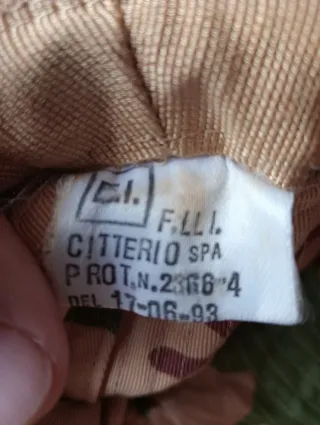 E.I.
F.LLI.
CITTERIO SPA
PROT.N. 2366-4
DEL 17-06-93